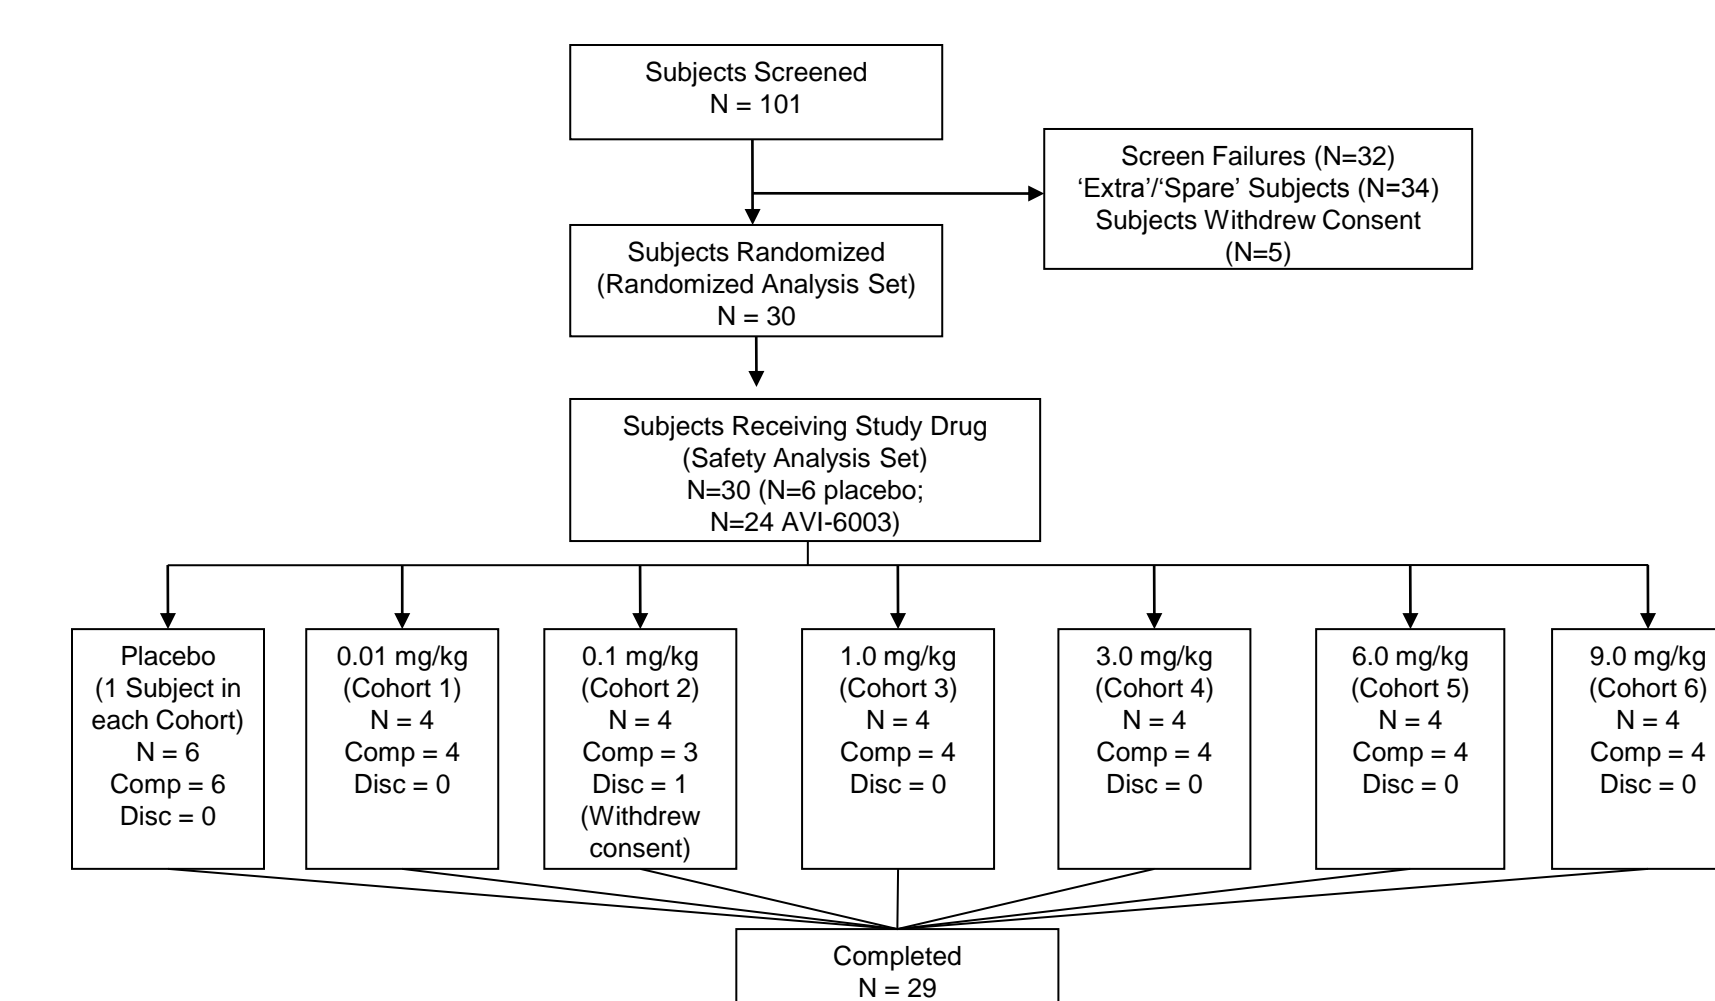 Subjects Screened
N = 101
Screen Failures (N=32)
‘Extra’/‘Spare’ Subjects (N=34)
Subjects Withdrew Consent
(N=5)
Subjects Randomized
(Randomized Analysis Set)
N = 30
Subjects Receiving Study Drug
(Safety Analysis Set)
N=30 (N=6 placebo;
N=24 AVI-6003)
Placebo
(1 Subject in
each Cohort)
N = 6
Comp = 6
Disc = 0
0.01 mg/kg
(Cohort 1)
N = 4
Comp = 4
Disc = 0
0.1 mg/kg
(Cohort 2)
N = 4
Comp = 3
Disc = 1
(Withdrew
consent)
1.0 mg/kg
(Cohort 3)
N = 4
Comp = 4
Disc = 0
3.0 mg/kg
(Cohort 4)
N = 4
Comp = 4
Disc = 0
6.0 mg/kg
(Cohort 5)
N = 4
Comp = 4
Disc = 0
9.0 mg/kg
(Cohort 6)
N = 4
Comp = 4
Disc = 0
Completed
N = 29